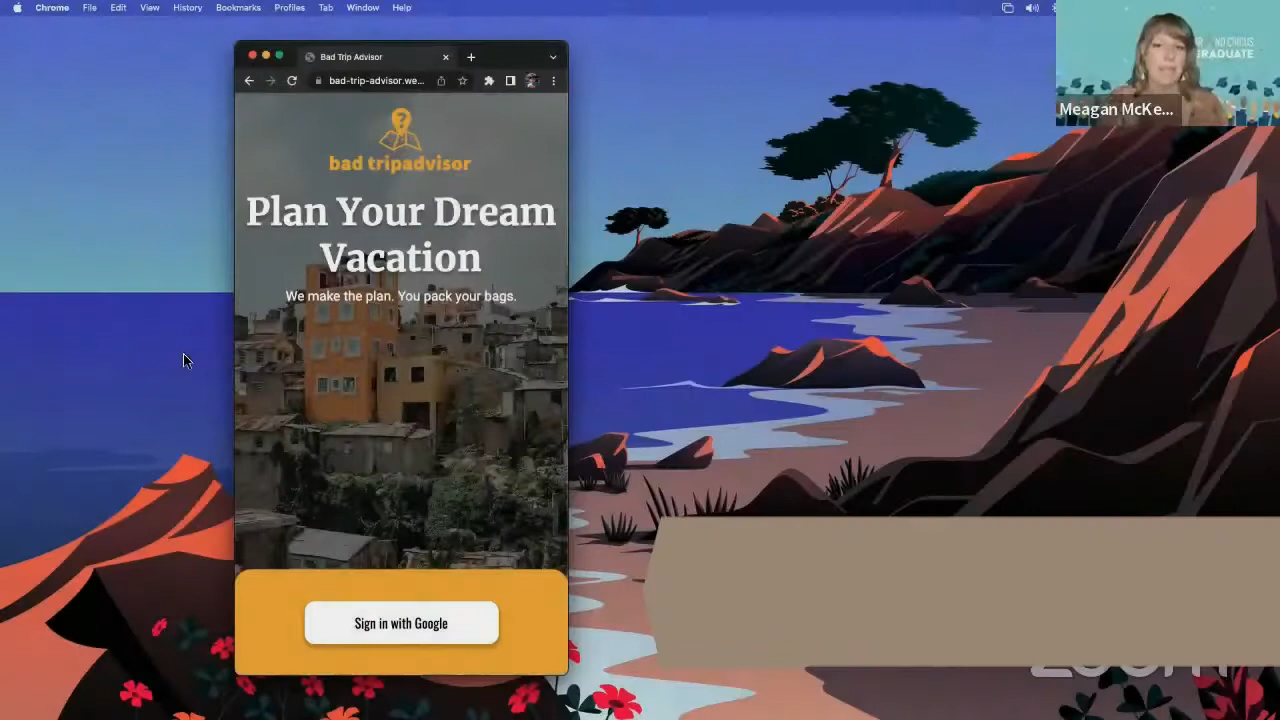 Chrome File Edit View History Bookmarks Profiles Tab Window Help
Bad Trip Advisor
bad-trip-advisor.we...
bad tripadvisor
Plan Your Dream
Vacation
We make the plan. You pack your bags.
Sign in with Google
GRADUATE
Meagan McKe...